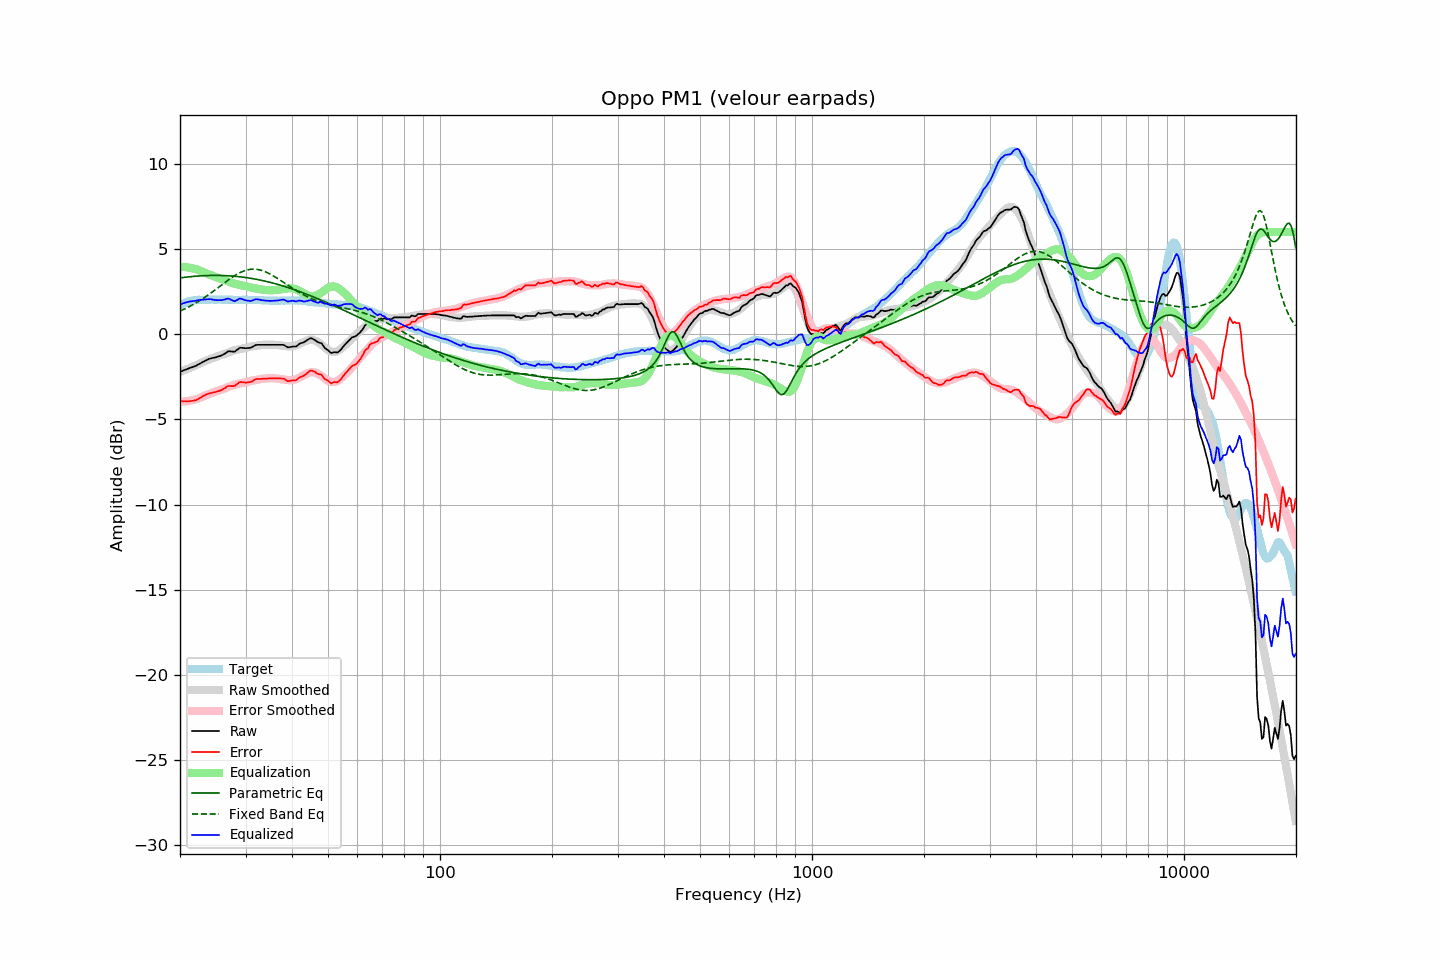 Oppo PM1 (velour earpads)
Amplitude (dBr)
10
5
0
−5
−10
−15
−20
−25
−30
Target
Raw Smoothed
Error Smoothed
Raw
Error
Equalization
Parametric Eq
Fixed Band Eq
Equalized
100
1000
10000
Frequency (Hz)